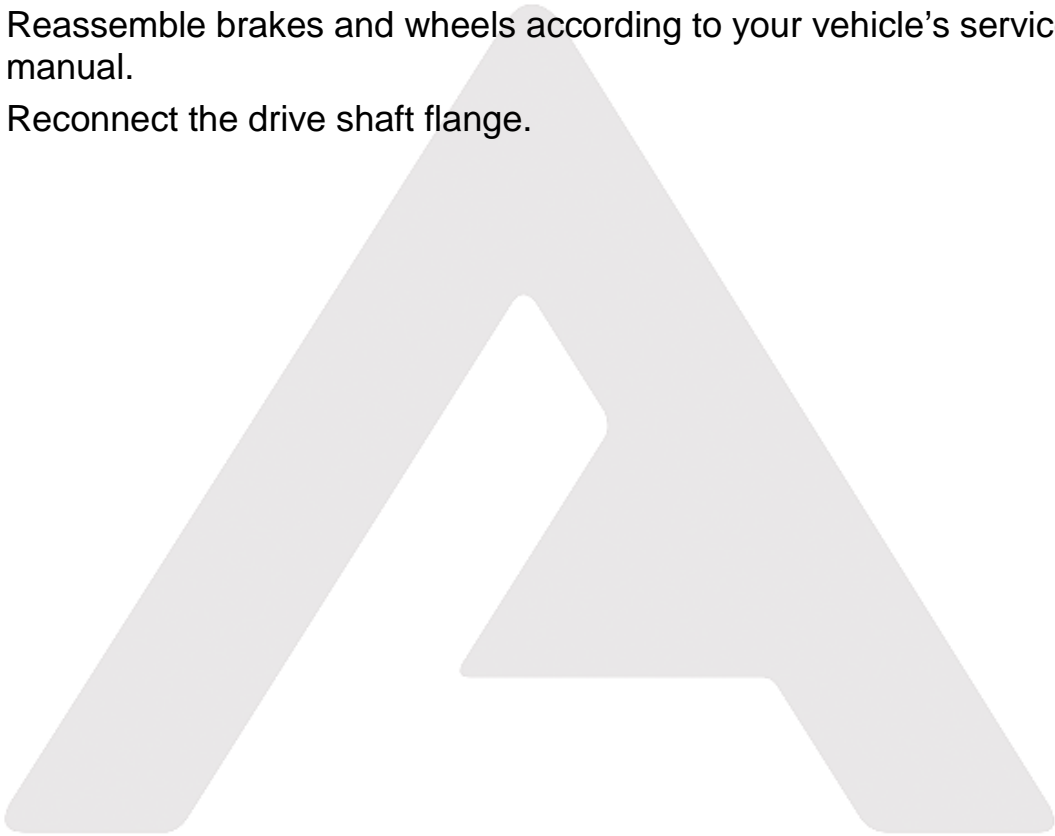 Reassemble brakes and wheels according to your vehicle’s servic
manual.
Reconnect the drive shaft flange.